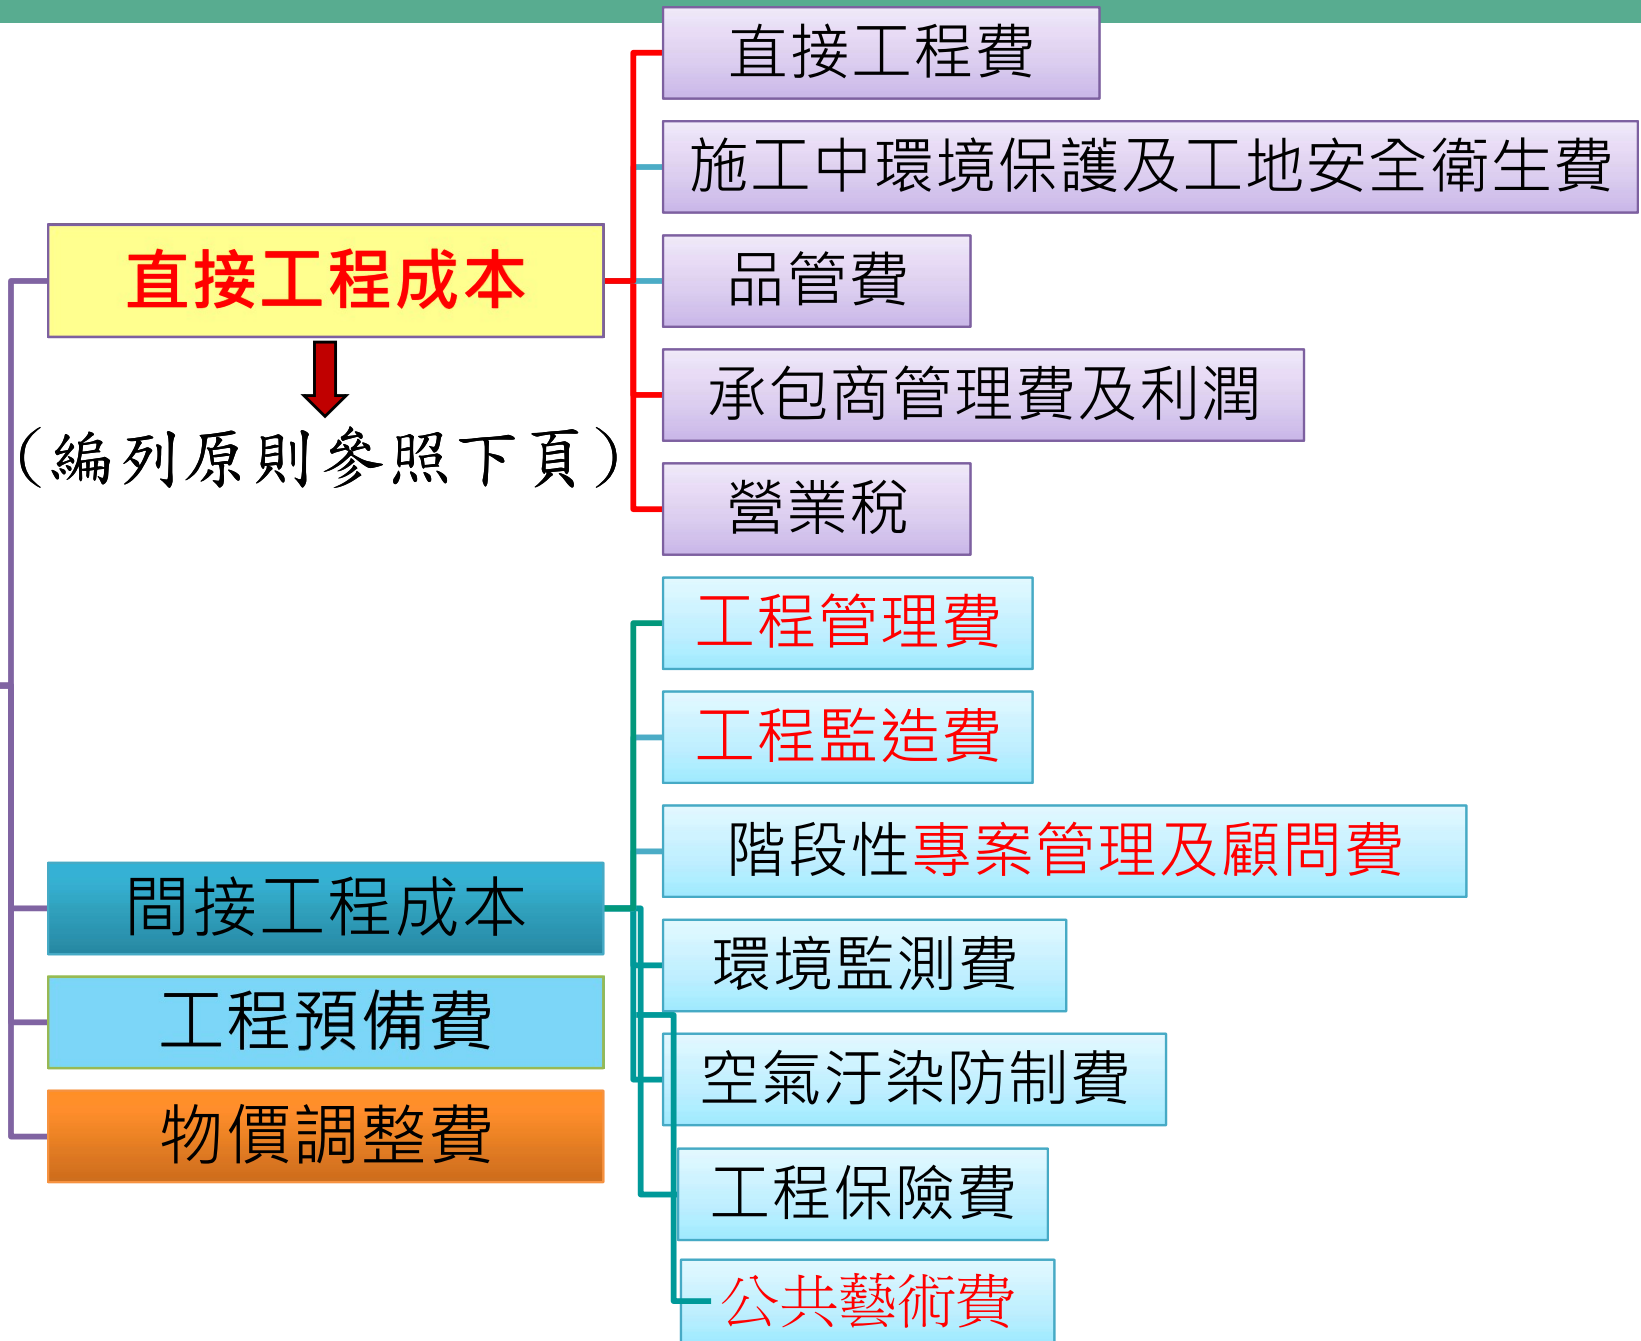 直接工程成本
(編列原則參照下頁)
直接工程費
施工中環境保護及工地安全衛生費
品管費
承包商管理費及利潤
營業稅
間接工程成本
工程管理費
工程監造費
階段性專案管理及顧問費
環境監測費
空氣汙染防制費
工程保險費
公共藝術費
工程預備費
物價調整費